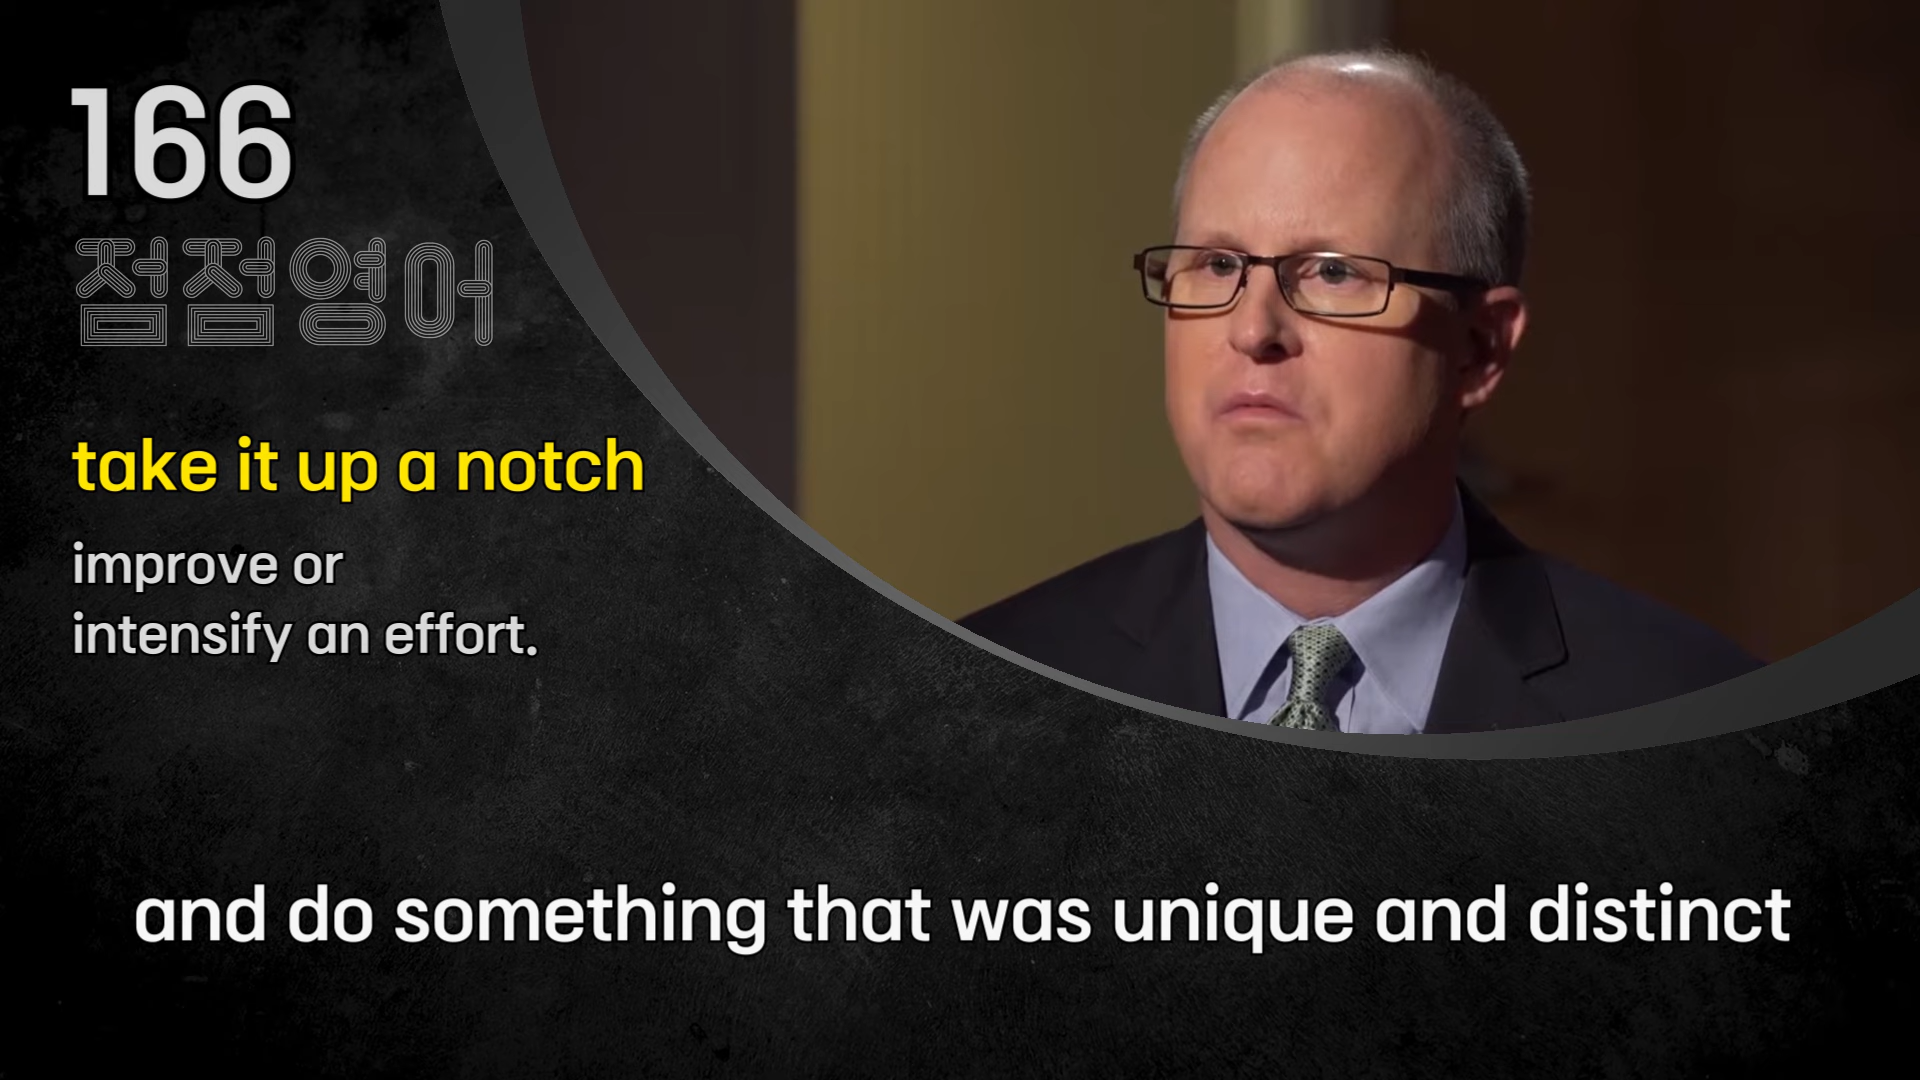 166
점점영어
take it up a notch
improve or
intensify an effort.
and do something that was unique and distinct